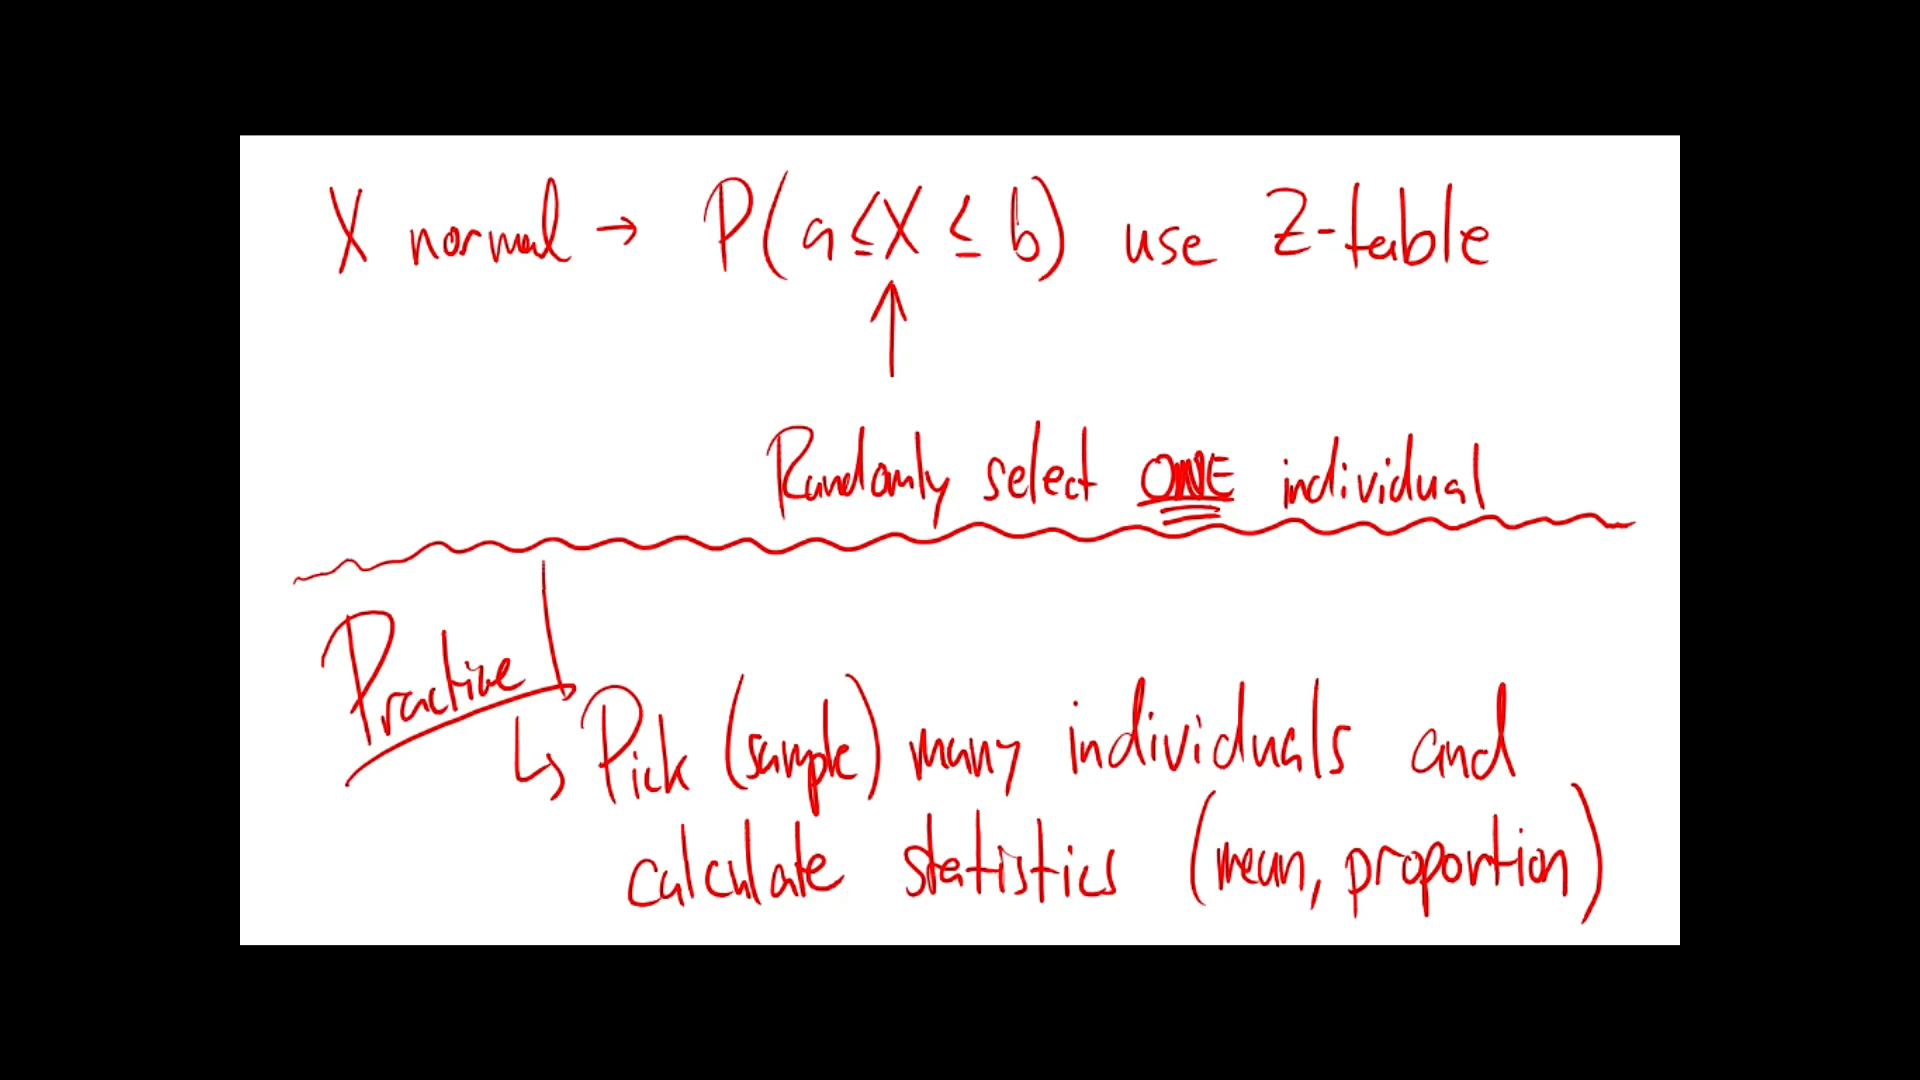 X normal → P(a ≤ X ≤ b) use Z-table
↑
Randomly select ONE individual
Practice
↳ Pick (sample) many individuals and
calculate statistics (mean, proportion)